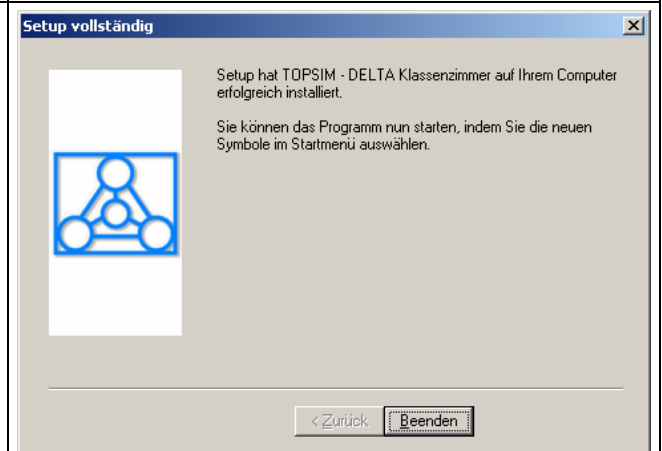 Setup vollständig
Setup hat TOPSIM - DELTA Klassenzimmer auf Ihrem Computer
erfolgreich installiert.
Sie können das Programm nun starten, indem Sie die neuen
Symbole im Startmenü auswählen.
< Zurück
Beenden